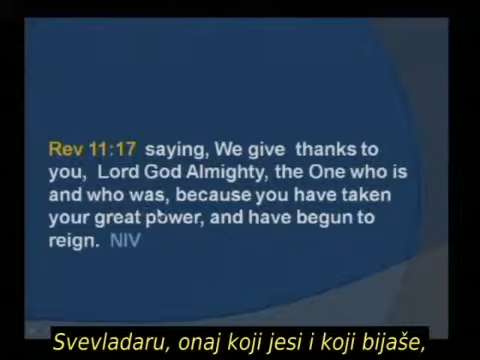 Rev 11:17 saying, We give thanks to
you, Lord God Almighty, the One who is
and who was, because you have taken
your great power, and have begun to
reign. NIV
Svevladaru, onaj koji jesi i koji bijaše,